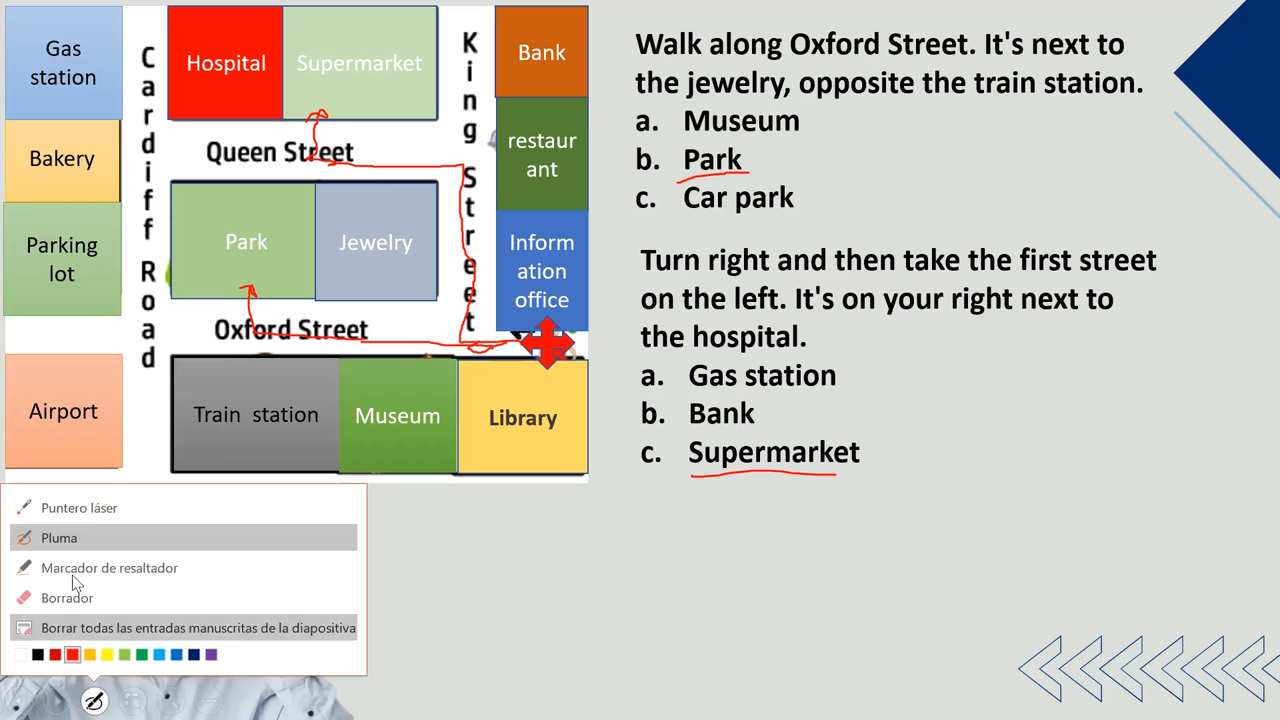 Gas
station
Bakery
Parking
lot
Airport
Cardiff Road
Hospital
Supermarket
Queen Street
Park
Jewelry
Oxford Street
Train station
Museum
Library
King Street
Bank
restaur
ant
Inform
ation
office
Walk along Oxford Street. It's next to
the jewelry, opposite the train station.
a. Museum
b. Park
c. Car park
Turn right and then take the first street
on the left. It's on your right next to
the hospital.
a. Gas station
b. Bank
c. Supermarket
Puntero láser
Pluma
Marcador de resaltador
Borrador
Borrar todas las entradas manuscritas de la diapositiva